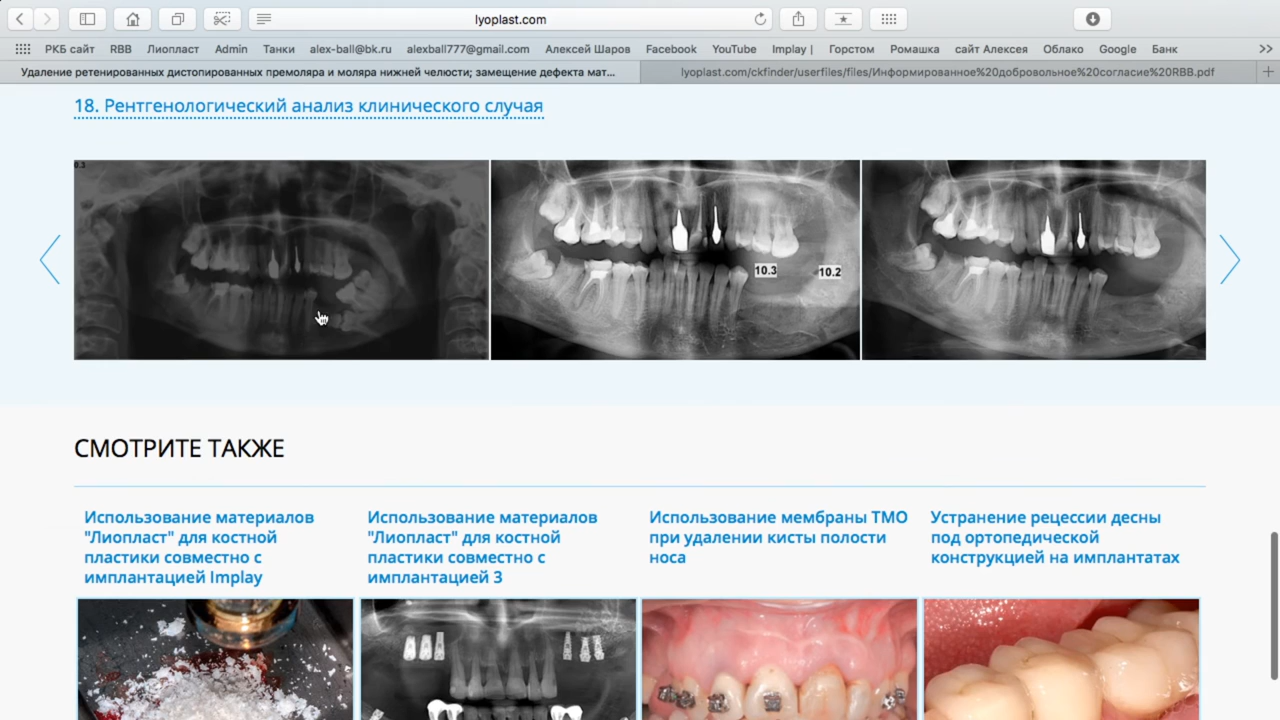 lyoplast.com
РКБ сайт RBB Лиопласт Admin Танки alex-ball@bk.ru alexball777@gmail.com Алексей Шаров Facebook YouTube Implay | Горстом Ромашка сайт Алексея Облако Google Банк
Удаление ретенированных дистопированных премоляра и моляра нижней челюсти; замещение дефекта мат... lyoplast.com/ckfinder/userfiles/files/Информированное%20добровольное%20согласие%20RBB.pdf
18. Рентгенологический анализ клинического случая
0.3
10.3 10.2
СМОТРИТЕ ТАКЖЕ
Использование материалов
"Лиопласт" для костной
пластики совместно с
имплантацией Implay
Использование материалов
"Лиопласт" для костной
пластики совместно с
имплантацией 3
Использование мембраны ТМО
при удалении кисты полости
носа
Устранение рецессии десны
под ортопедической
конструкцией на имплантатах